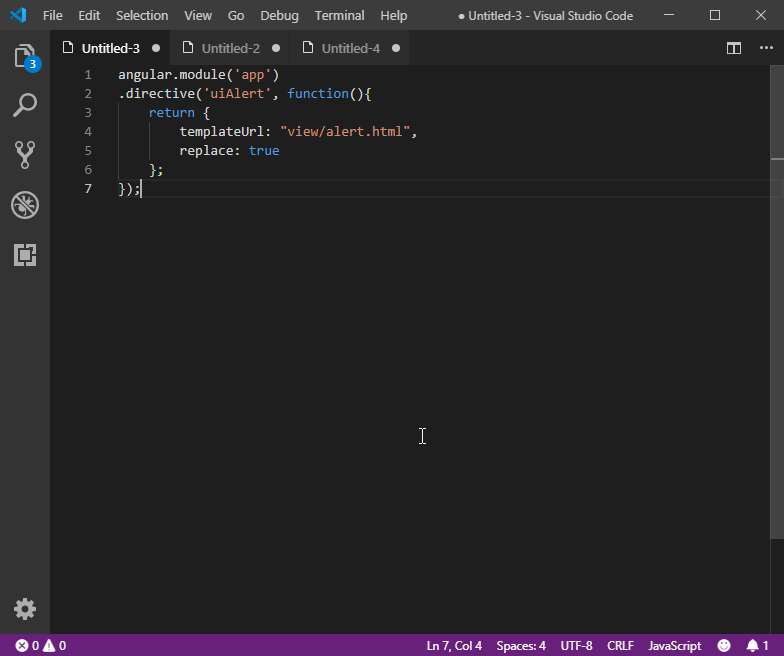 File Edit Selection View Go Debug Terminal Help ● Untitled-3 - Visual Studio Code
Untitled-3 ● Untitled-2 ● Untitled-4 ●
3
1 angular.module('app')
2 .directive('uiAlert', function(){
3     return {
4         templateUrl: "view/alert.html",
5         replace: true
6     };
7 });
0 0 Ln 7, Col 4 Spaces: 4 UTF-8 CRLF JavaScript 1